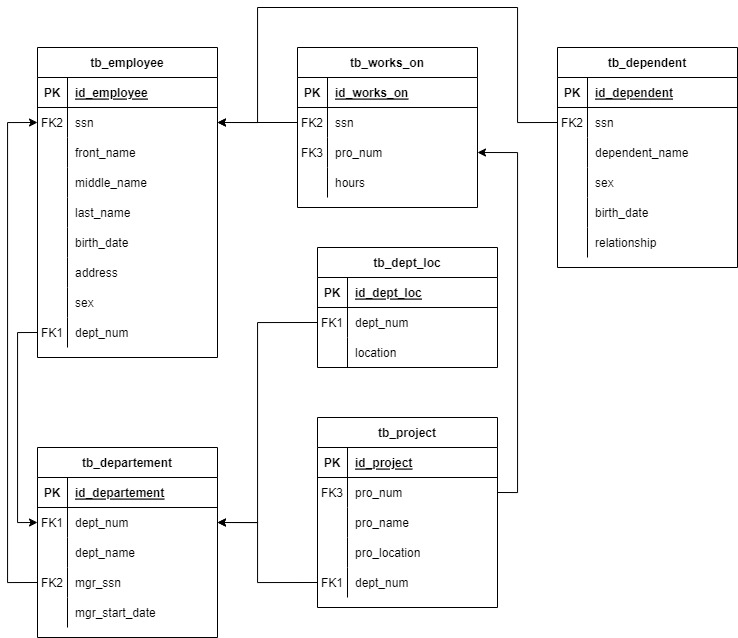 tb_employee
PK id_employee
FK2 ssn
front_name
middle_name
last_name
birth_date
address
sex
FK1 dept_num
tb_works_on
PK id_works_on
FK2 ssn
FK3 pro_num
hours
tb_dependent
PK id_dependent
FK2 ssn
dependent_name
sex
birth_date
relationship
tb_dept_loc
PK id_dept_loc
FK1 dept_num
location
tb_departement
PK id_departement
FK1 dept_num
dept_name
FK2 mgr_ssn
mgr_start_date
tb_project
PK id_project
FK3 pro_num
pro_name
pro_location
FK1 dept_num